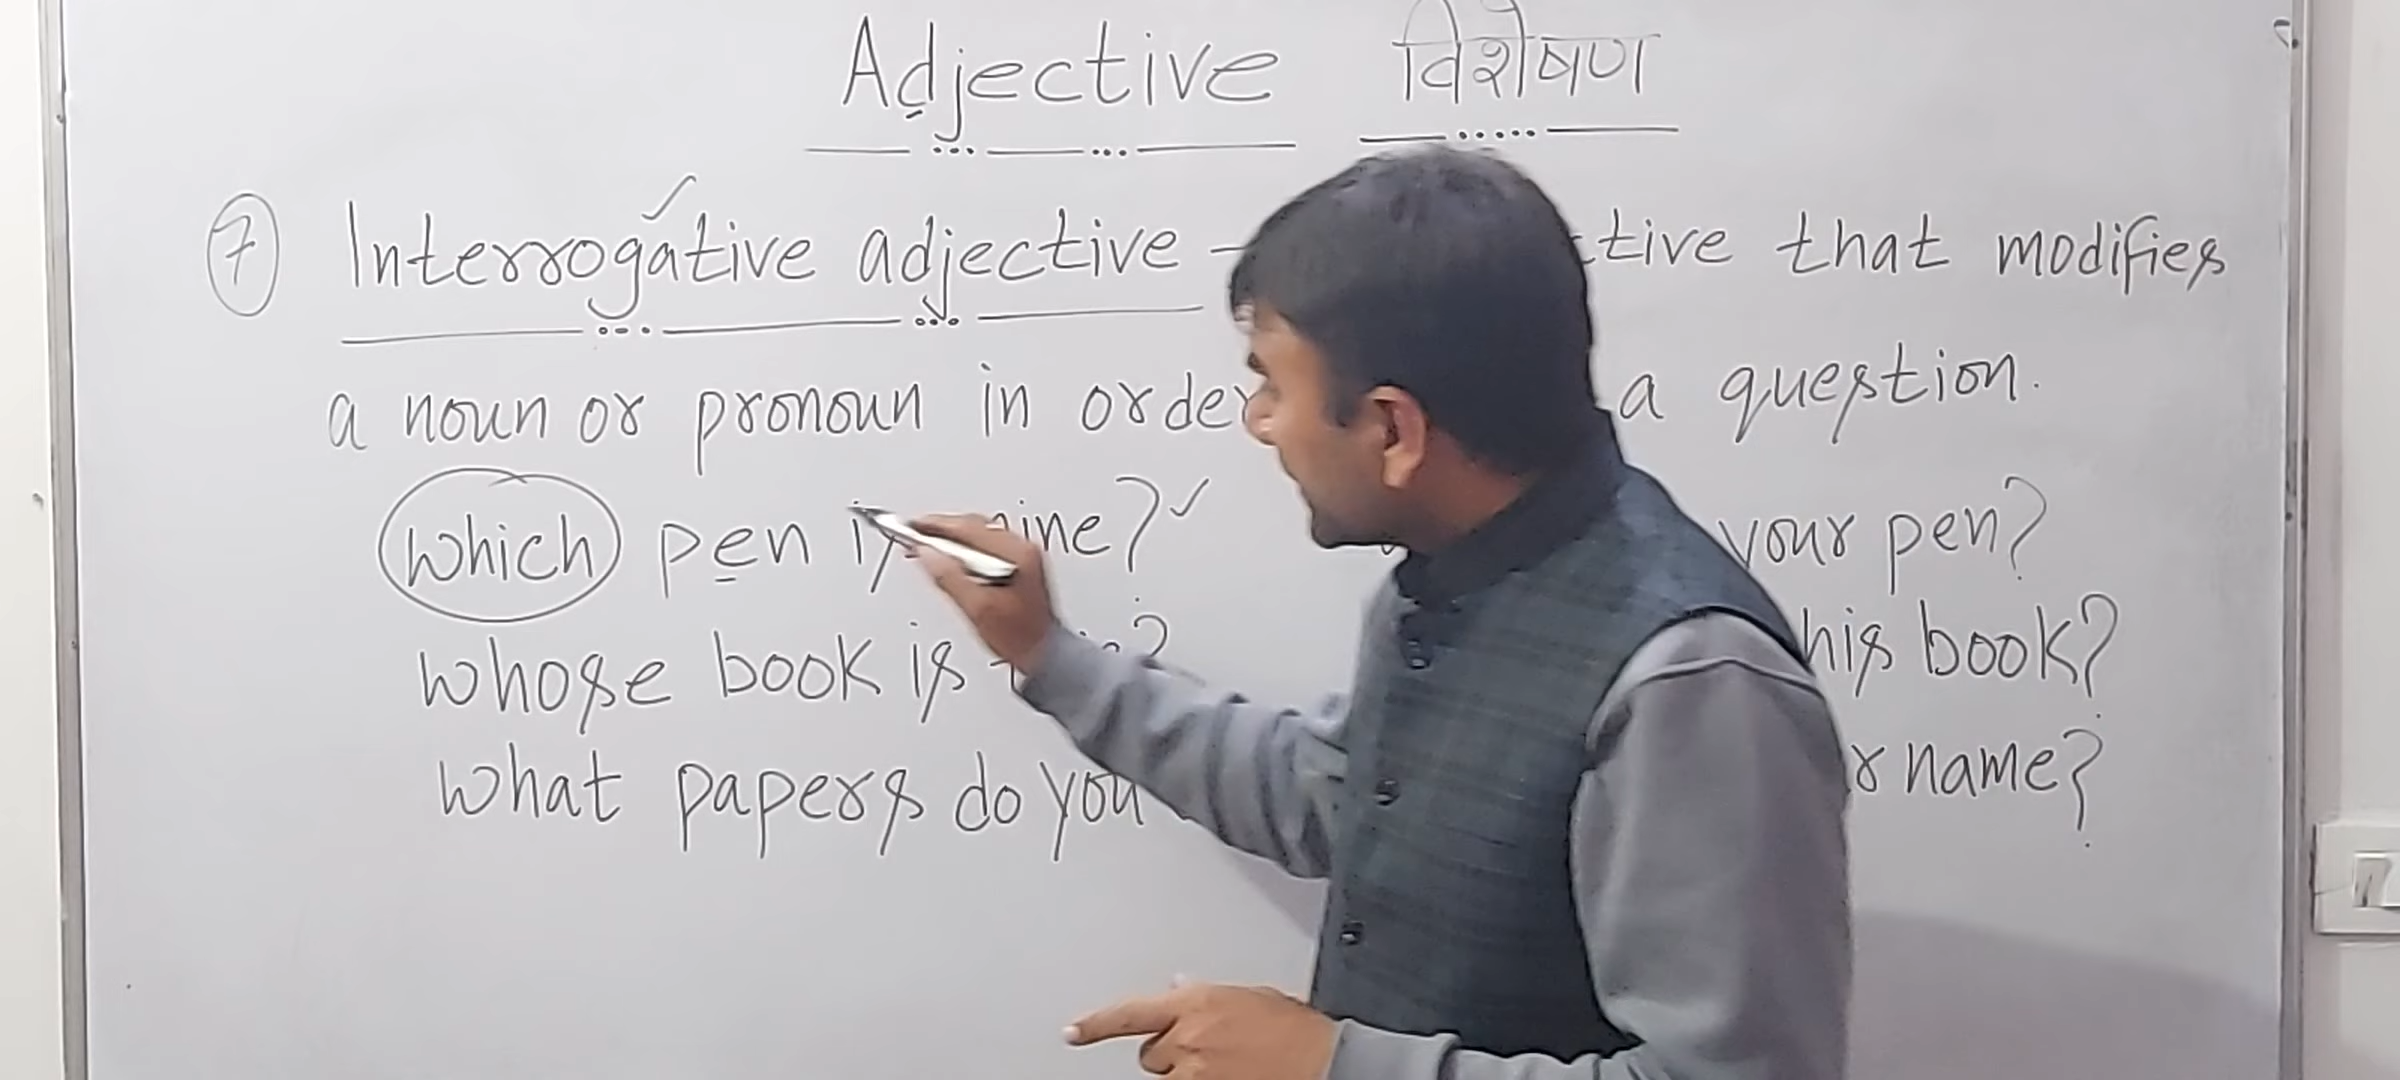 Adjective विशेषण
7 Interrogative adjective - tive that modifies
a noun or pronoun in order a question.
which pen is mine? your pen?
whose book is his book?
what papers do you r name?